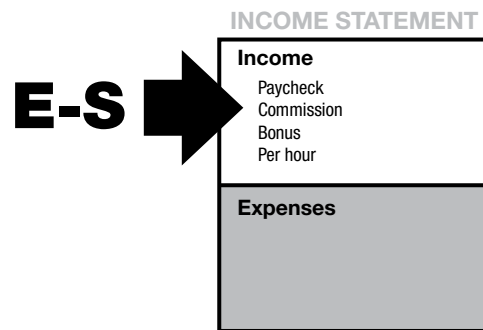 INCOME STATEMENT
Income
Paycheck
E-S
Commission
Bonus
Per hour
Expenses